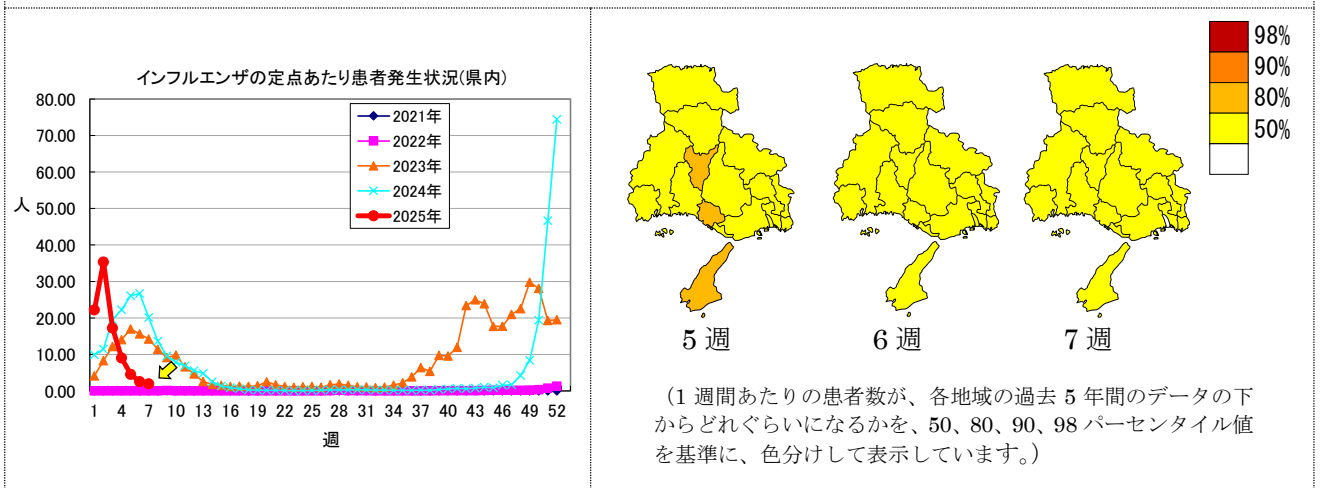 インフルエンザの定点あたり患者発生状況(県内)
80.00
70.00
60.00
50.00
40.00
30.00
20.00
10.00
0.00
人
2021年
2022年
2023年
2024年
2025年
1 4 7 10 13 16 19 22 25 28 31 34 37 40 43 46 49 52
週
98%
90%
80%
50%
5 週 6 週 7 週
(1 週間あたりの患者数が、各地域の過去 5 年間のデータの下
からどれぐらいになるかを、50、80、90、98 パーセンタイル値
を基準に、色分けして表示しています。)